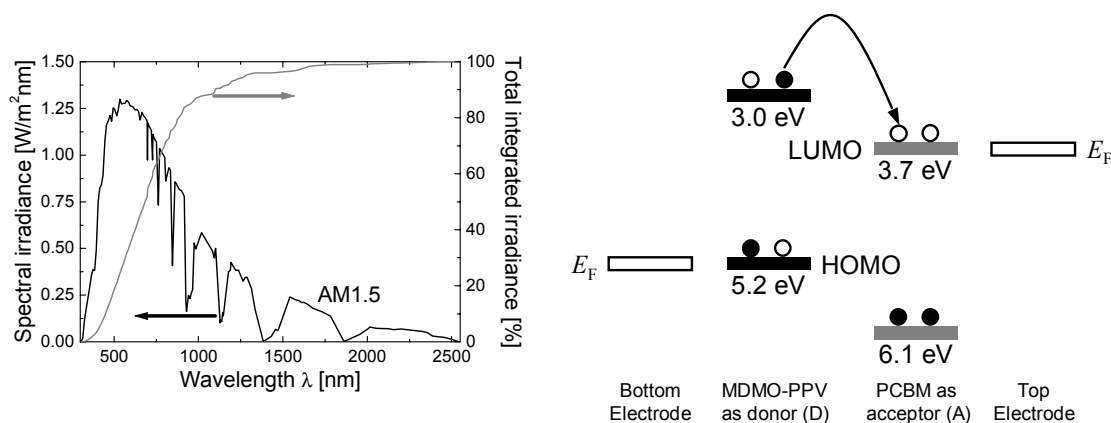 Spectral irradiance [W/m²nm]
1.50
1.25
1.00
0.75
0.50
0.25
0.00
500 1000 1500 2000 2500
Wavelength λ [nm]
AM1.5
100
80
60
40
20
0
Total integrated irradiance [%]
3.0 eV
LUMO
3.7 eV
E_F
E_F
HOMO
5.2 eV
6.1 eV
Bottom
Electrode
MDMO-PPV
as donor (D)
PCBM as
acceptor (A)
Top
Electrode